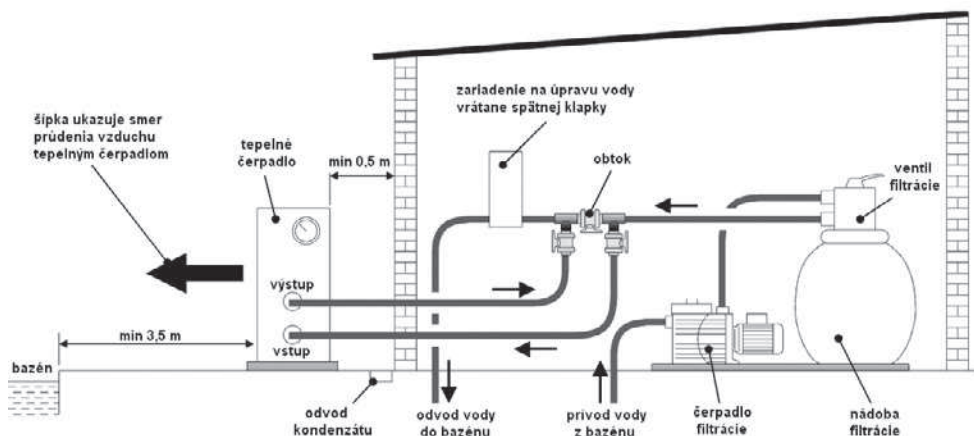 zariadenie na úpravu vody
vrátane spätnej klapky
šípka ukazuje smer
prúdenia vzduchu
tepelným čerpadlom
tepelné
čerpadlo
min 0,5 m
obtok
ventil
filtrácie
výstup
vstup
min 3,5 m
bazén
odvod
kondenzátu
odvod vody
do bazénu
prívod vody
z bazénu
čerpadlo
filtrácie
nádoba
filtrácie